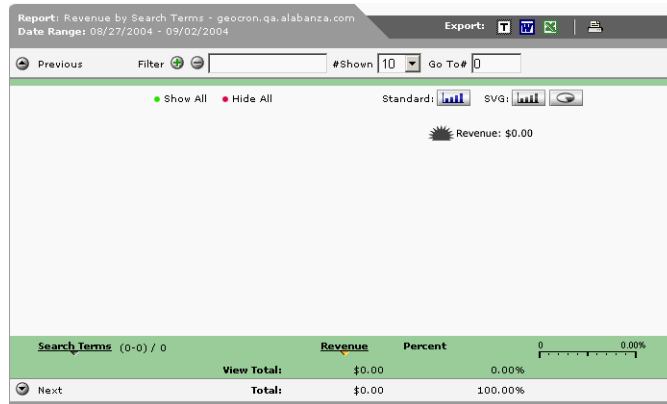 Report: Revenue by Search Terms - geocron.qa.alabanza.com
Date Range: 08/27/2004 - 09/02/2004
Export: T W X
Previous Filter #Shown 10 Go To# 0
Show All Hide All Standard: SVG:
Revenue: $0.00
Search Terms (0-0) / 0 Revenue Percent 0 0.00%
View Total: $0.00 0.00%
Next Total: $0.00 100.00%